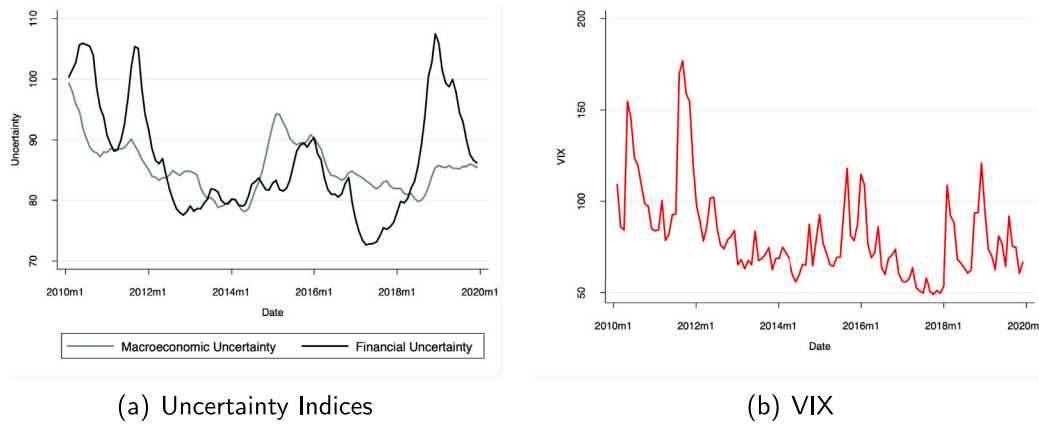 110
100
90
80
70
Uncertainty
2010m1 2012m1 2014m1 2016m1 2018m1 2020m1
Date
Macroeconomic Uncertainty Financial Uncertainty
(a) Uncertainty Indices
200
150
100
50
VIX
2010m1 2012m1 2014m1 2016m1 2018m1 2020m
Date
(b) VIX